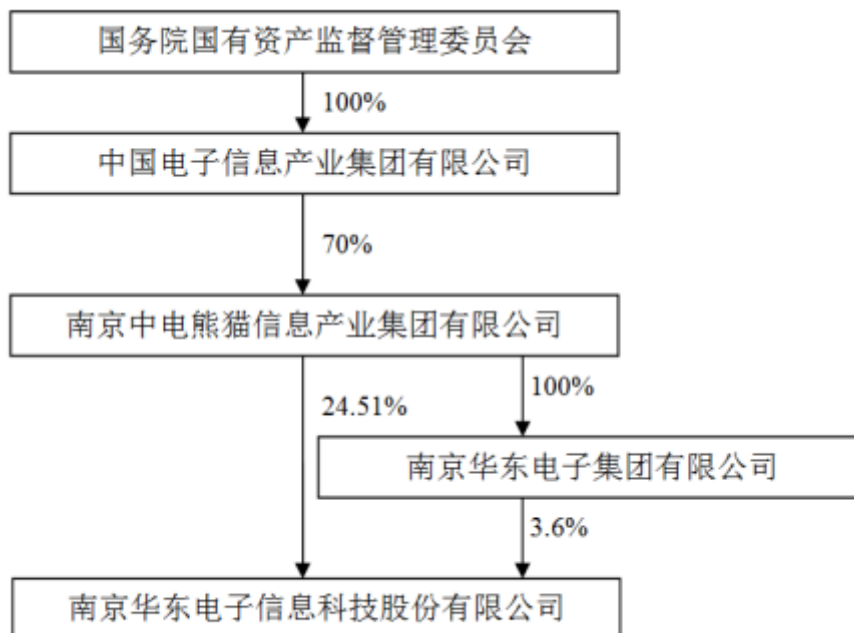 国务院国有资产监督管理委员会
100%
中国电子信息产业集团有限公司
70%
南京中电熊猫信息产业集团有限公司
100%
24.51%
南京华东电子集团有限公司
3.6%
南京华东电子信息科技股份有限公司